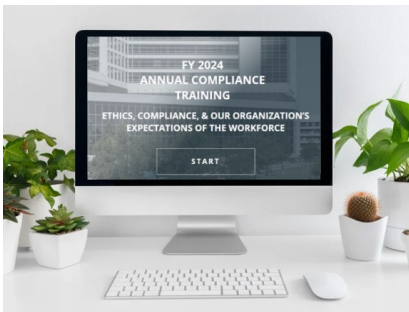 FY 2024
ANNUAL COMPLIANCE
TRAINING
ETHICS, COMPLIANCE, & OUR ORGANIZATION'S
EXPECTATIONS OF THE WORKFORCE
START